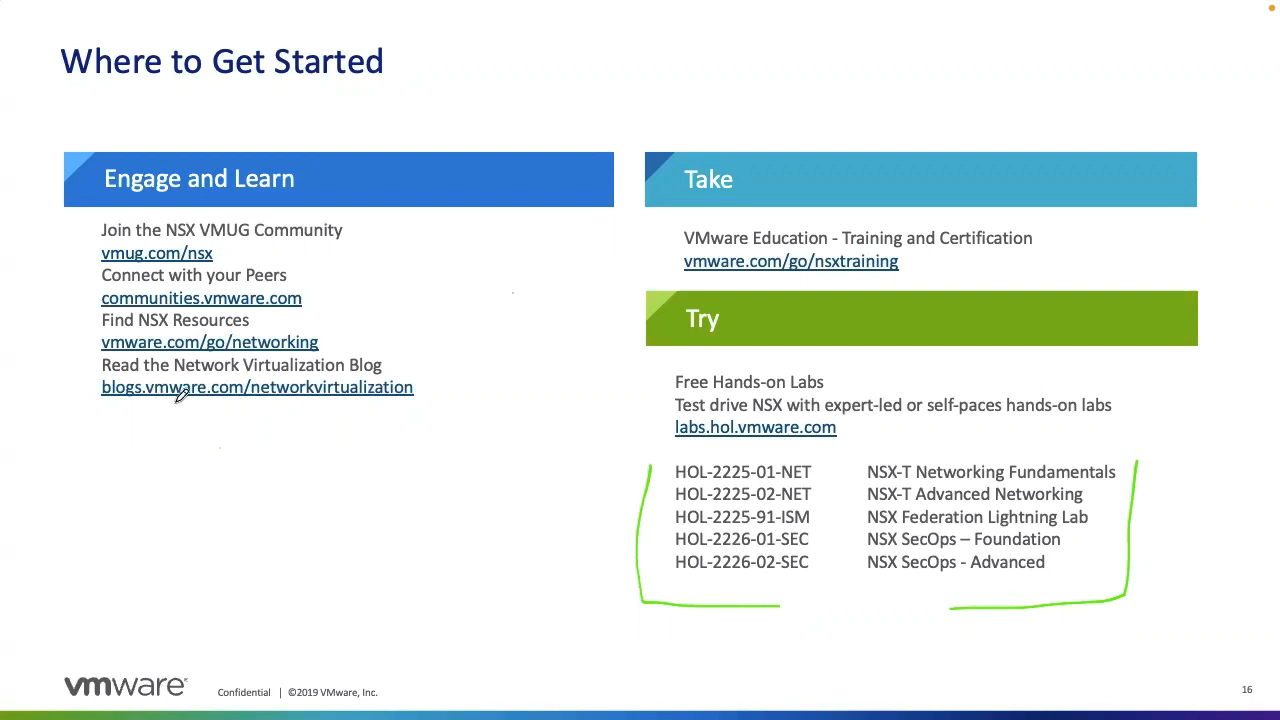 Where to Get Started
Engage and Learn
Join the NSX VMUG Community
vmug.com/nsx
Connect with your Peers
communities.vmware.com
Find NSX Resources
vmware.com/go/networking
Read the Network Virtualization Blog
blogs.vmware.com/networkvirtualization
Take
VMware Education - Training and Certification
vmware.com/go/nsxtraining
Try
Free Hands-on Labs
Test drive NSX with expert-led or self-paces hands-on labs
labs.hol.vmware.com
HOL-2225-01-NET NSX-T Networking Fundamentals
HOL-2225-02-NET NSX-T Advanced Networking
HOL-2225-91-ISM NSX Federation Lightning Lab
HOL-2226-01-SEC NSX SecOps – Foundation
HOL-2226-02-SEC NSX SecOps - Advanced
vmware® Confidential | ©2019 VMware, Inc. 16